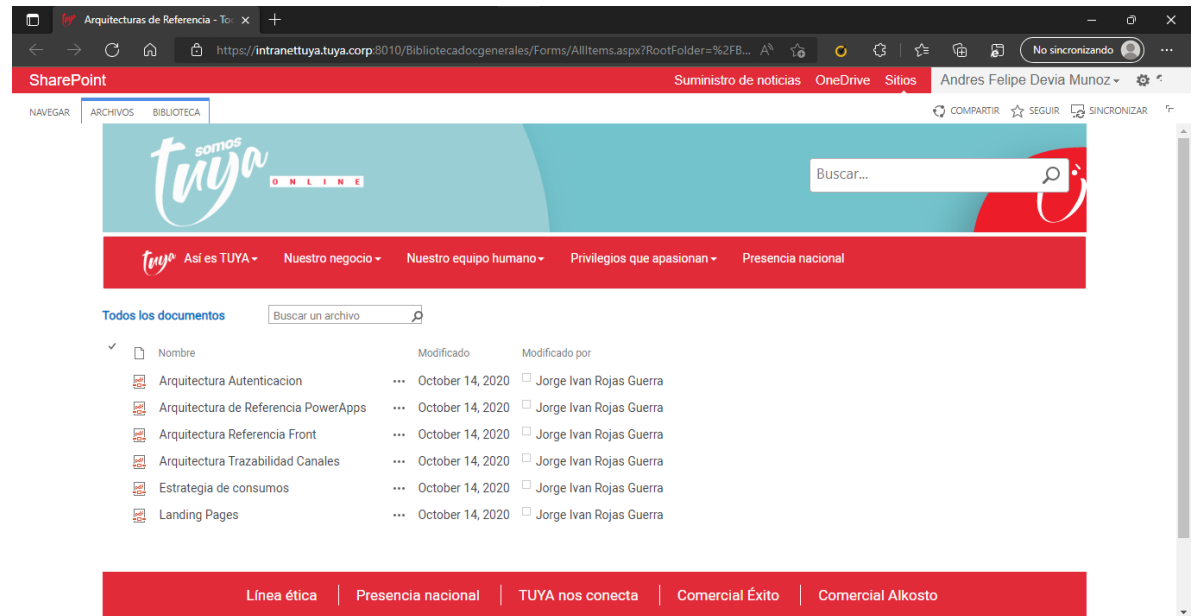 Arquitecturas de Referencia - Toc
https://intranettuya.tuya.corp:8010/Bibliotecadocgenerales/Forms/AllItems.aspx?RootFolder=%2FB...
No sincronizando
SharePoint
Suministro de noticias OneDrive Sitios Andres Felipe Devia Munoz
NAVEGAR ARCHIVOS BIBLIOTECA COMPARTIR SEGUIR SINCRONIZAR
somos
tuya
ONLINE
Buscar...
tuya Así es TUYA Nuestro negocio Nuestro equipo humano Privilegios que apasionan Presencia nacional
Todos los documentos Buscar un archivo
Nombre Modificado Modificado por
Arquitectura Autenticacion ... October 14, 2020 Jorge Ivan Rojas Guerra
Arquitectura de Referencia PowerApps ... October 14, 2020 Jorge Ivan Rojas Guerra
Arquitectura Referencia Front ... October 14, 2020 Jorge Ivan Rojas Guerra
Arquitectura Trazabilidad Canales ... October 14, 2020 Jorge Ivan Rojas Guerra
Estrategia de consumos ... October 14, 2020 Jorge Ivan Rojas Guerra
Landing Pages ... October 14, 2020 Jorge Ivan Rojas Guerra
Línea ética | Presencia nacional | TUYA nos conecta | Comercial Éxito | Comercial Alkosto